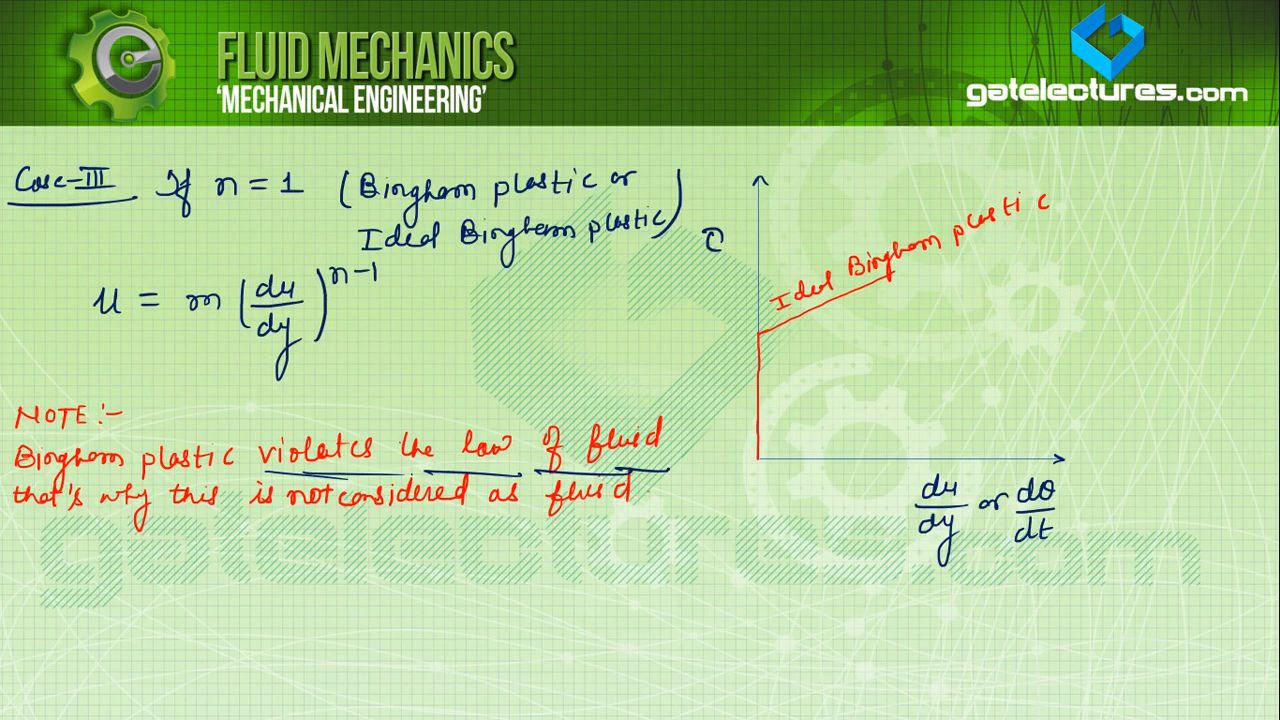 FLUID MECHANICS
'MECHANICAL ENGINEERING'
gatelectures.com
Case-III If n = 1 (Bingham plastic or
Ideal Bingham plastic)
μ = m (du/dy)^n-1
NOTE:-
Bingham plastic violates the law of fluid
that's why this is not considered as fluid.
τ
Ideal Bingham plastic
du/dy or dθ/dt
gatelectures.com